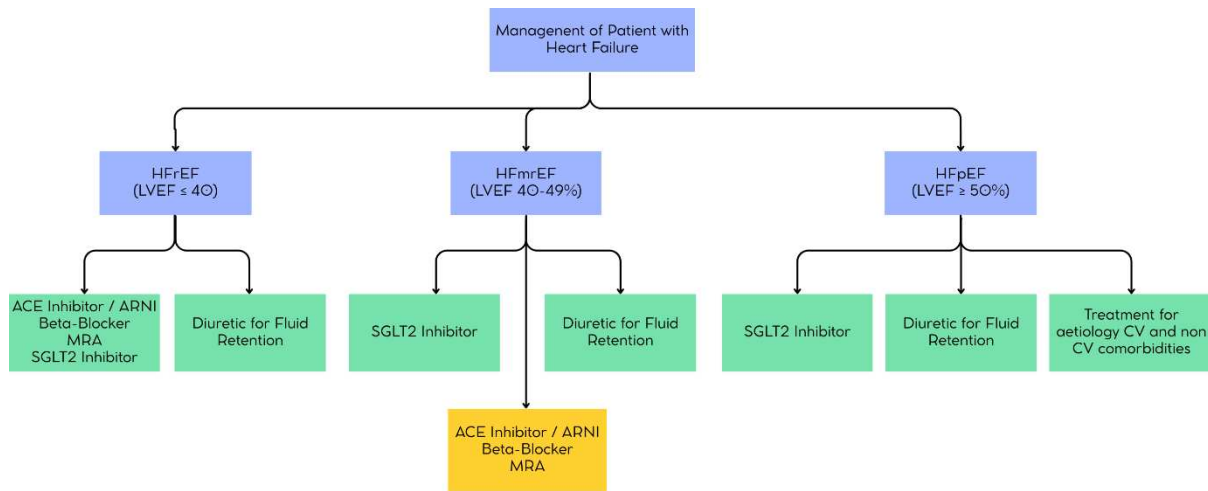 Managenent of Patient with
Heart Failure
HFrEF
(LVEF ≤ 40)
HFmrEF
(LVEF 40-49%)
HFpEF
(LVEF ≥ 50%)
ACE Inhibitor / ARNI
Beta-Blocker
MRA
SGLT2 Inhibitor
Diuretic for Fluid
Retention
SGLT2 Inhibitor
Diuretic for Fluid
Retention
SGLT2 Inhibitor
Diuretic for Fluid
Retention
Treatment for
aetiology CV and non
CV comorbidities
ACE Inhibitor / ARNI
Beta-Blocker
MRA